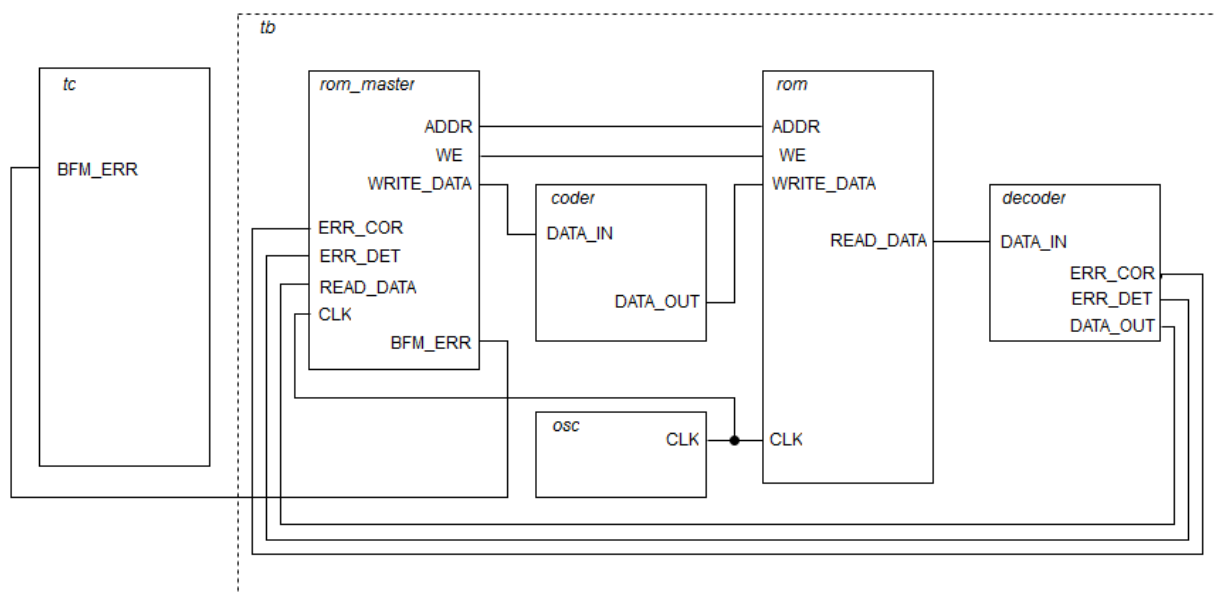 tb
tc
BFM_ERR
rom_master
ADDR
WE
WRITE_DATA
ERR_COR
ERR_DET
READ_DATA
CLK
BFM_ERR
coder
DATA_IN
DATA_OUT
osc
CLK
rom
ADDR
WE
WRITE_DATA
READ_DATA
CLK
decoder
DATA_IN
ERR_COR
ERR_DET
DATA_OUT